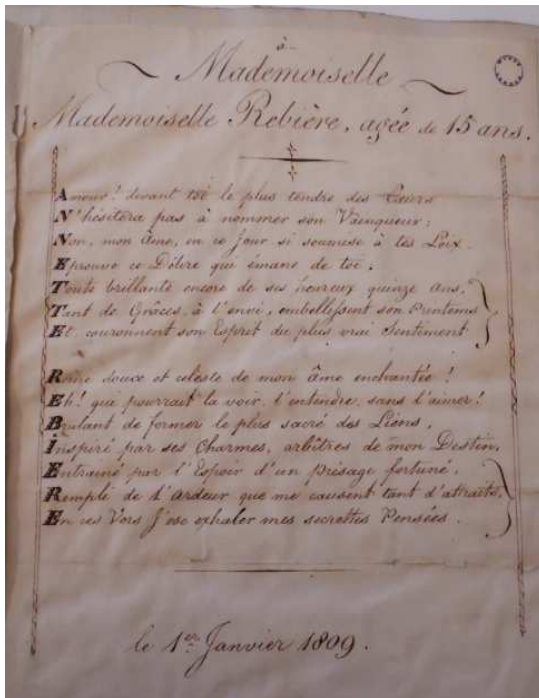 à
Mademoiselle
Mademoiselle Rebière, agée de 15 ans.
Amour! devant toi le plus tendre des Cœurs
N'hésitera pas à nommer son Vainqueur;
Non, mon âme, en ce jour si soumise à tes Loix
Eprouve ce Délire qui émane de toi;
Toute brillante encore de ses heureux quinze ans,
Tant de Grâces, à l'envi, embellissent son Printems
Et couronnent son Esprit du plus vrai Sentiment.
Reine douce et céleste de mon âme enchantée!
Eh! qui pourrait la voir, l'entendre, sans l'aimer!
Brulant de former le plus sacré des Liens,
Inspiré par ses Charmes, arbîtres de mon Destin,
Entrainé par l'Espoir d'un présage fortuné,
Remplé de l'ardeur que me causent tant d'attraits,
En ces Vers J'ose exhaler mes secrettes Pensées.
le 1er Janvier 1809.